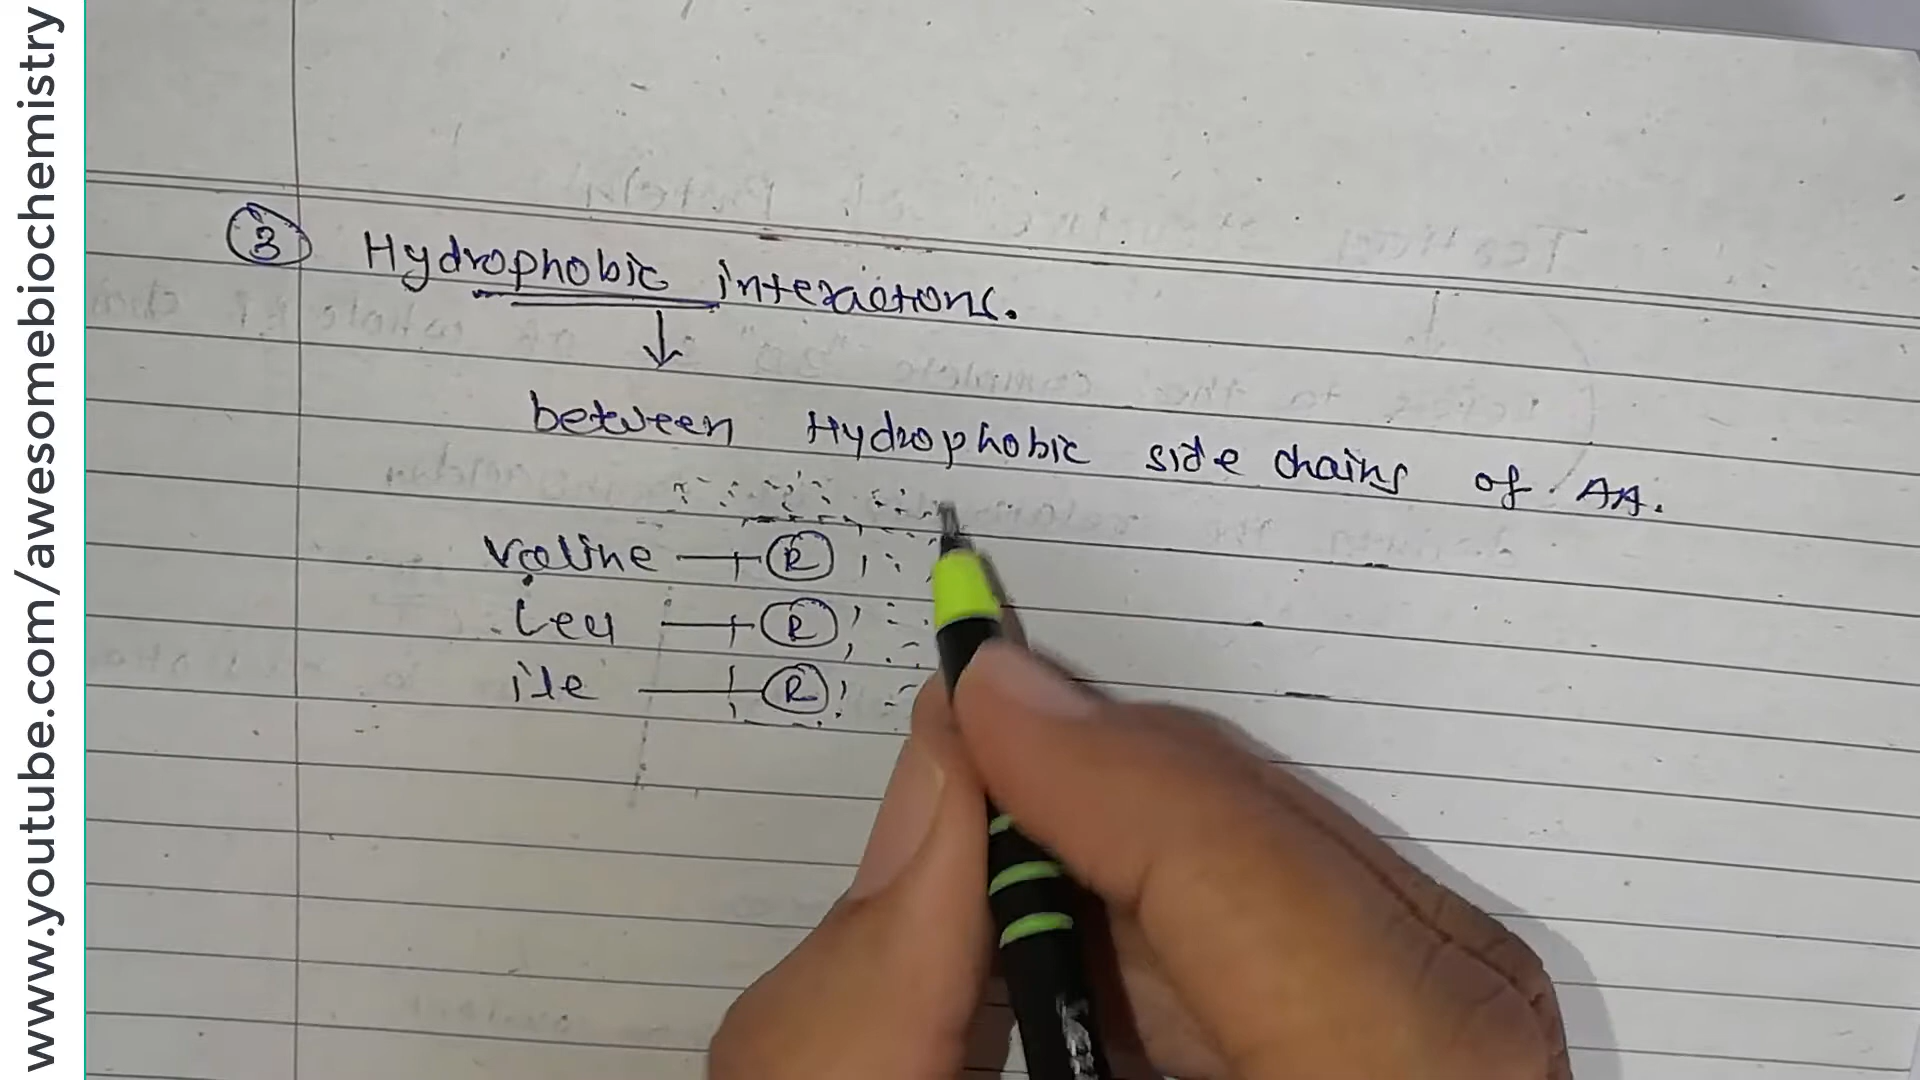 www.youtube.com/awesomebiochemistry
3 Hydrophobic interactions.
between Hydrophobic side chains of AA.
valine R
leu R
ile R